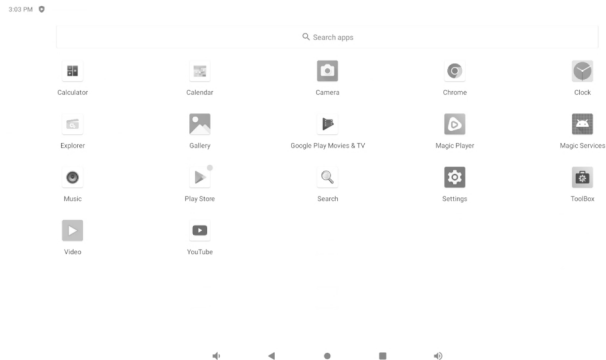 3:03 PM
Search apps
Calculator
Calendar
Camera
Chrome
Clock
Explorer
Gallery
Google Play Movies & TV
Magic Player
Magic Services
Music
Play Store
Search
Settings
ToolBox
Video
YouTube